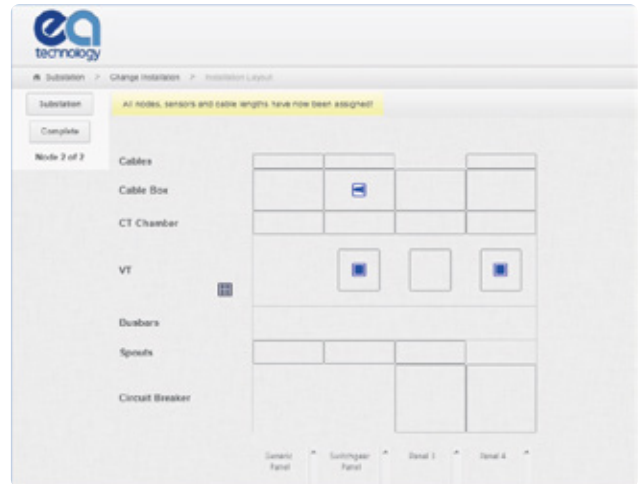 ea
technology
Substation > Change Installation > Installation Layout
Substation
All nodes, sensors and cable lengths have now been assigned!
Complete
Node 2 of 2
Cables
Cable Box
CT Chamber
VT
Busbars
Spouts
Circuit Breaker
Generic Panel
Switchgear Panel
Panel 3
Panel 4